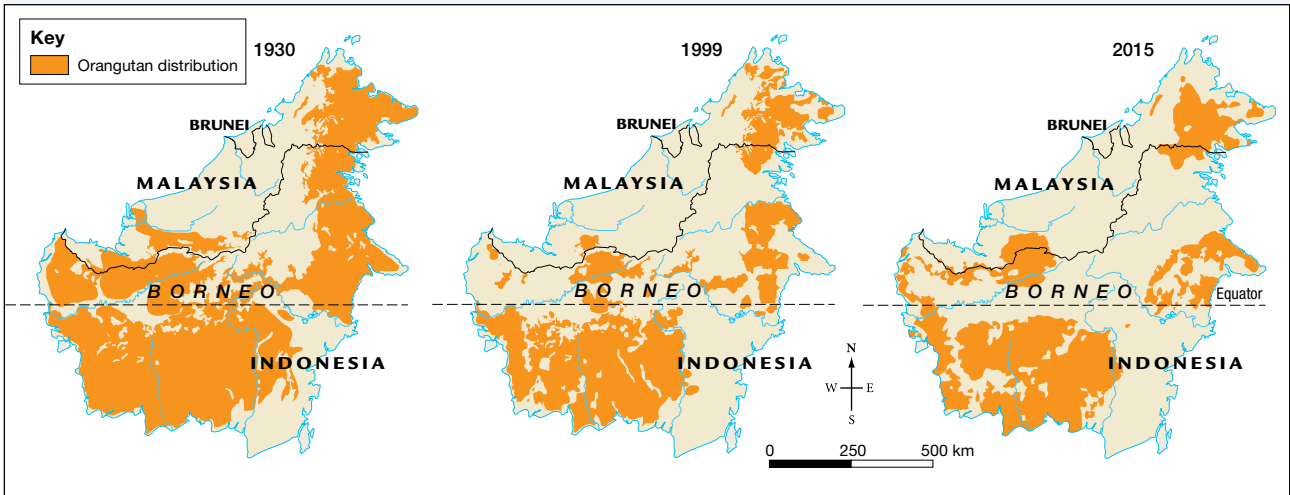 Key
Orangutan distribution
1930
BRUNEI
MALAYSIA
BORNEO
INDONESIA
1999
BRUNEI
MALAYSIA
BORNEO
INDONESIA
2015
BRUNEI
MALAYSIA
BORNEO
Equator
INDONESIA
N
W E
S
0 250 500 km